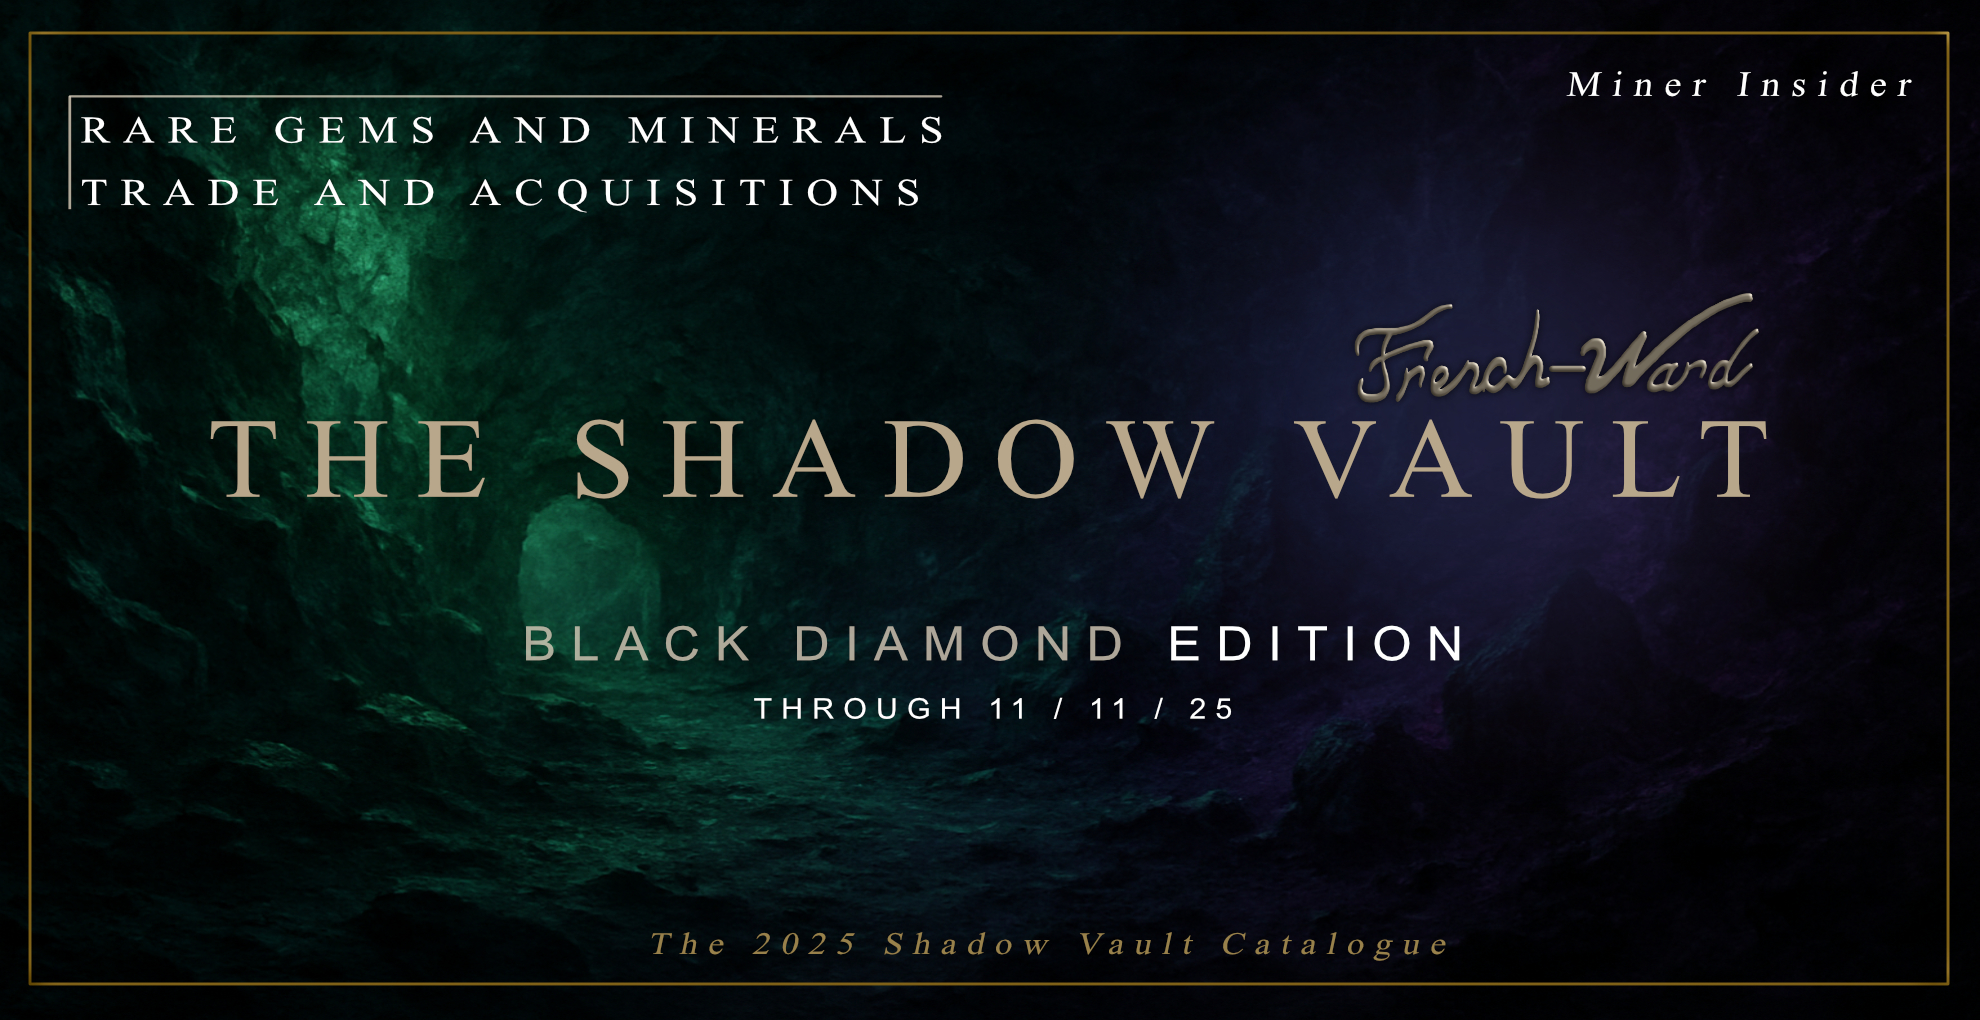 Miner Insider
RARE GEMS AND MINERALS
TRADE AND ACQUISITIONS
French-Ward
THE SHADOW VAULT
BLACK DIAMOND EDITION
THROUGH 11 / 11 / 25
The 2025 Shadow Vault Catalogue